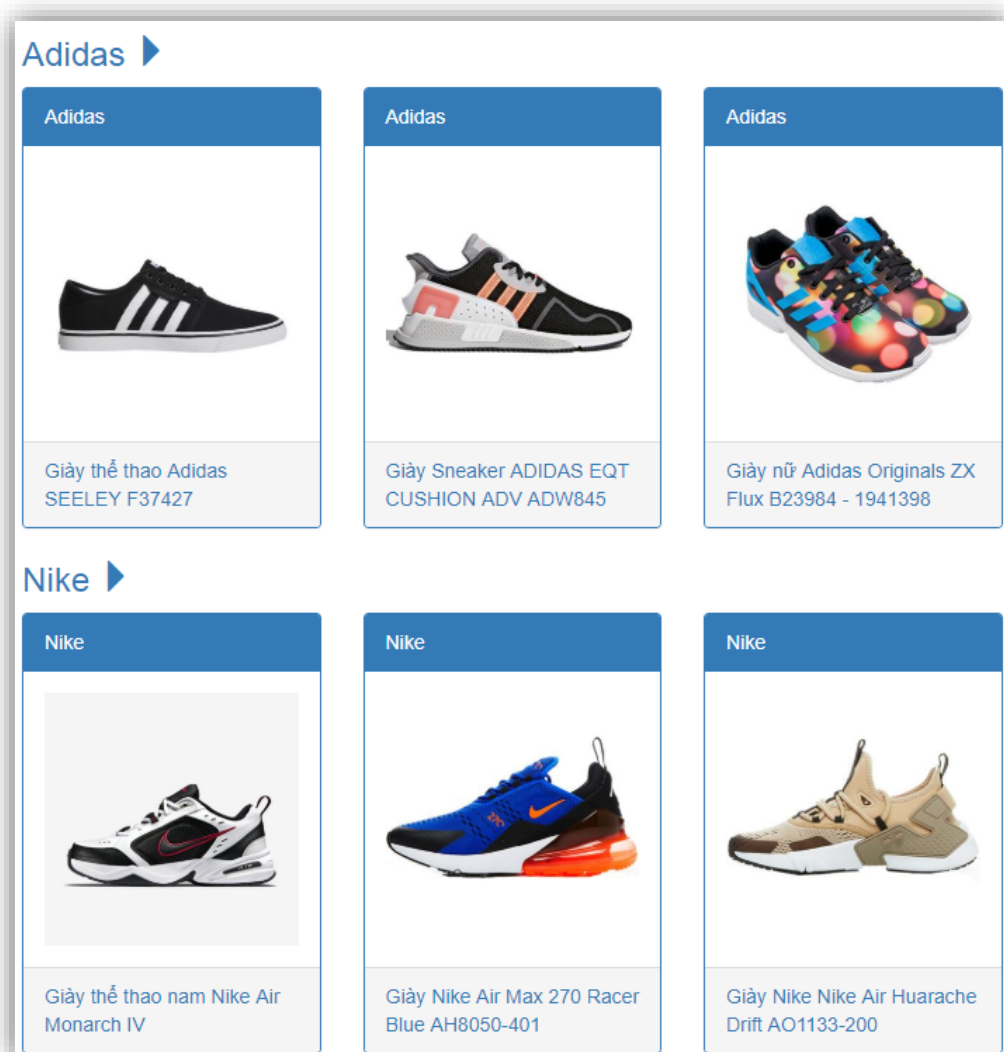 Adidas
Adidas
Adidas
Adidas
Giày thể thao Adidas
SEELEY F37427
Giày Sneaker ADIDAS EQT
CUSHION ADV ADW845
Giày nữ Adidas Originals ZX
Flux B23984 - 1941398
Nike
Nike
Nike
Nike
270
Giày thể thao nam Nike Air
Monarch IV
Giày Nike Air Max 270 Racer
Blue AH8050-401
Giày Nike Nike Air Huarache
Drift AO1133-200